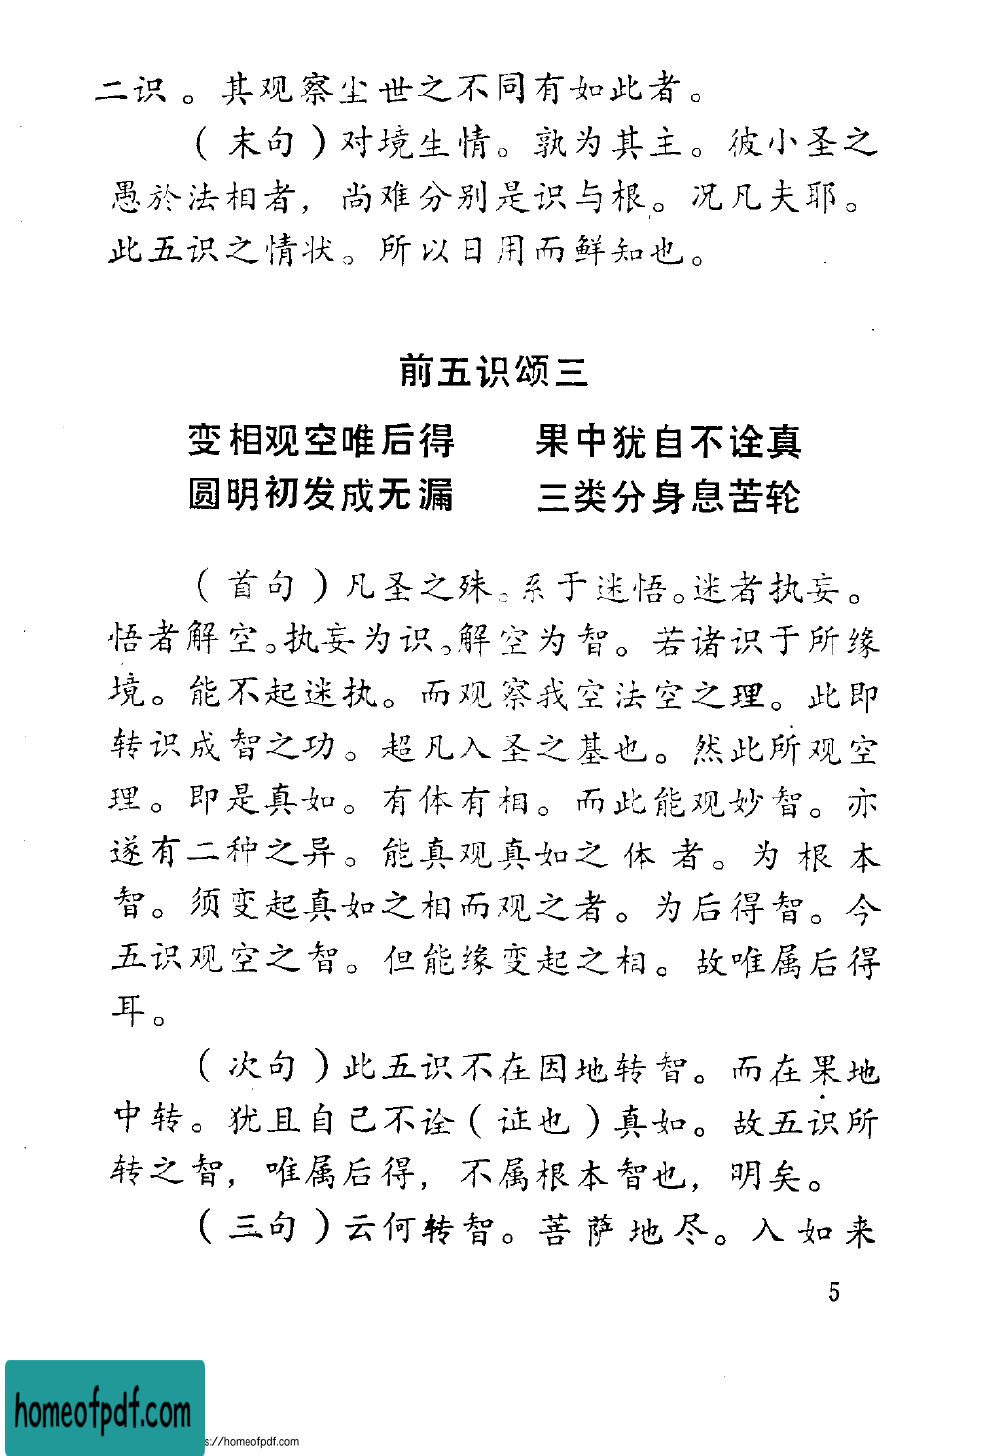 二识。其观察尘世之不同有如此者。
（末句）对境生情。孰为其主。彼小圣之
愚於法相者，尚难分别是识与根。况凡夫耶。
此五识之情状。所以日用而鲜知也。
前五识颂三
变相观空唯后得　　果中犹自不诠真
圆明初发成无漏　　三类分身息苦轮
（首句）凡圣之殊。系于迷悟。迷者执妄。
悟者解空。执妄为识。解空为智。若诸识于所缘
境。能不起迷执。而观察我空法空之理。此即
转识成智之功。超凡入圣之基也。然此所观空
理。即是真如。有体有相。而此能观妙智。亦
遂有二种之异。能真观真如之体者。为根本
智。须变起真如之相而观之者。为后得智。今
五识观空之智。但能缘变起之相。故唯属后得
耳。
（次句）此五识不在因地转智。而在果地
中转。犹且自己不诠（证也）真如。故五识所
转之智，唯属后得，不属根本智也，明矣。
（三句）云何转智。菩萨地尽。入如来
5
homeofpdf.com
s://homeofpdf.com